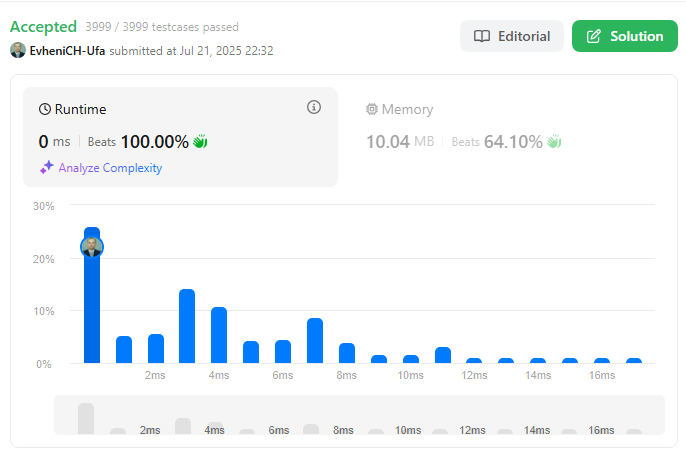 Accepted 3999 / 3999 testcases passed
EvheniCH-Ufa submitted at Jul 21, 2025 22:32
Editorial
Solution
Runtime
0 ms Beats 100.00%
Analyze Complexity
Memory
10.04 MB Beats 64.10%
30%
20%
10%
0%
2ms 4ms 6ms 8ms 10ms 12ms 14ms 16ms
2ms 4ms 6ms 8ms 10ms 12ms 14ms 16ms